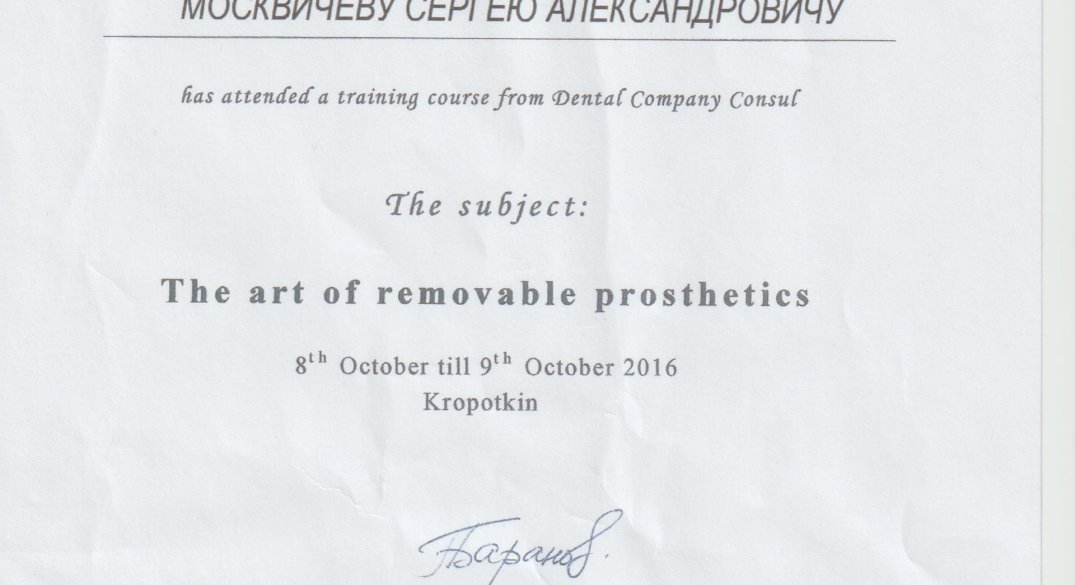 МОСКВИЧЕВУ СЕРГЕЮ АЛЕКСАНДРОВИЧУ
has attended a training course from Dental Company Consul
The subject:
The art of removable prosthetics
8th October till 9th October 2016
Kropotkin
Баранов.